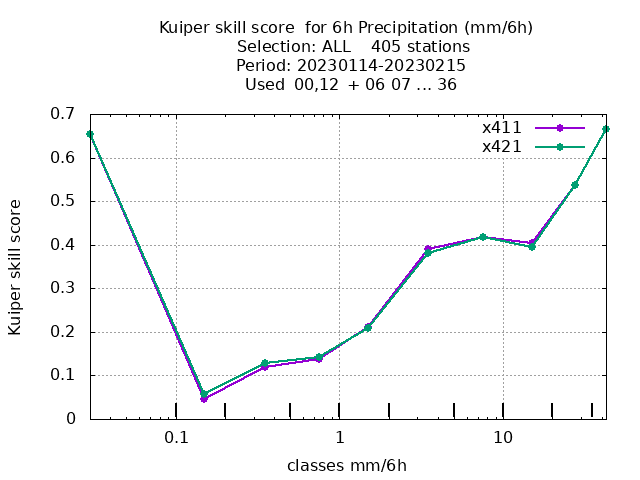 Kuiper skill score  for 6h Precipitation (mm/6h)
Selection: ALL    405 stations
Period: 20230114-20230215
Used  00,12  + 06 07 ... 36
x411
x421
0.7
0.6
0.5
0.4
0.3
0.2
0.1
0
Kuiper skill score
0.1 1 10
classes mm/6h